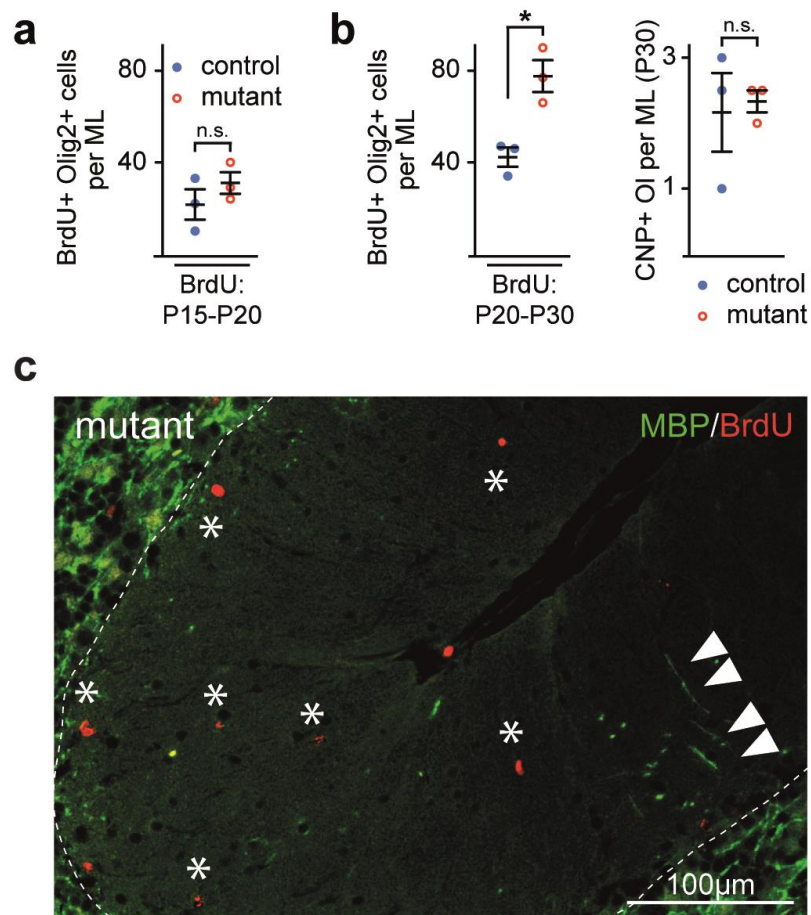 a
BrdU+ Olig2+ cells
per ML
80
40
control
mutant
n.s.
BrdU:
P15-P20
b
BrdU+ Olig2+ cells
per ML
80
40
*
BrdU:
P20-P30
CNP+ Ol per ML (P30)
3
1
n.s.
control
mutant
c
mutant
MBP/BrdU
*
*
*
*
*
*
*
100µm